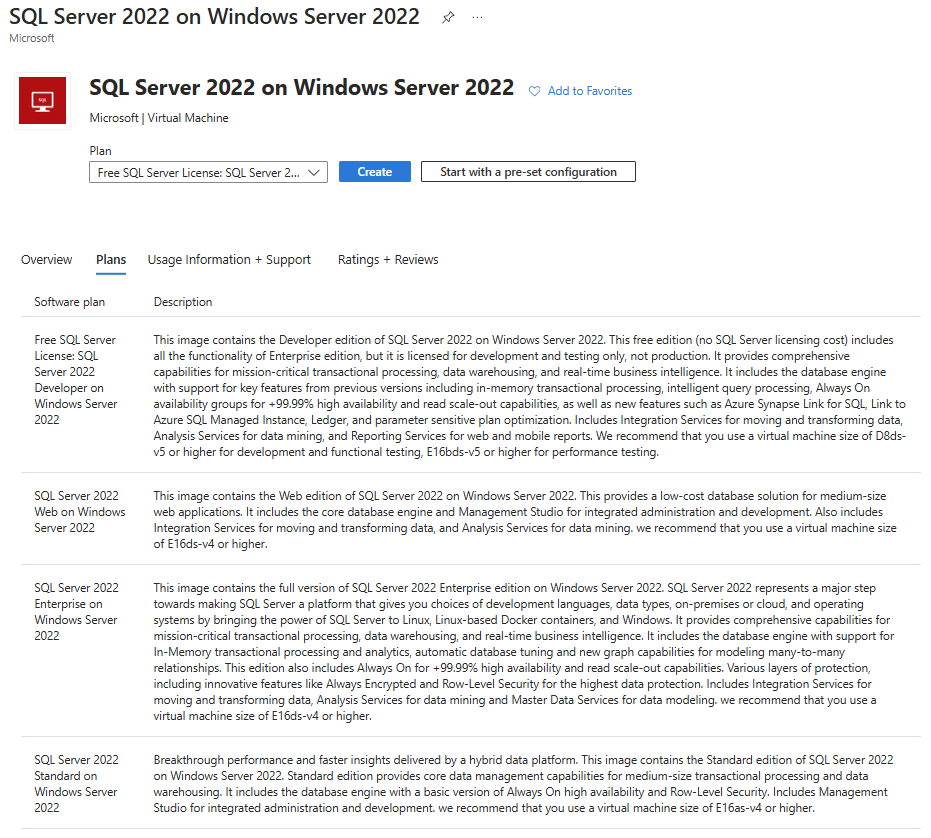 SQL Server 2022 on Windows Server 2022
...
Microsoft
SQL
SQL Server 2022 on Windows Server 2022
Add to Favorites
Microsoft | Virtual Machine
Plan
Free SQL Server License: SQL Server 2...
Create
Start with a pre-set configuration
Overview
Plans
Usage Information + Support
Ratings + Reviews
Software plan
Description
Free SQL Server
License: SQL
Server 2022
Developer on
Windows Server
2022
This image contains the Developer edition of SQL Server 2022 on Windows Server 2022. This free edition (no SQL Server licensing cost) includes
all the functionality of Enterprise edition, but it is licensed for development and testing only, not production. It provides comprehensive
capabilities for mission-critical transactional processing, data warehousing, and real-time business intelligence. It includes the database engine
with support for key features from previous versions including in-memory transactional processing, intelligent query processing, Always On
availability groups for +99.99% high availability and read scale-out capabilities, as well as new features such as Azure Synapse Link for SQL, Link to
Azure SQL Managed Instance, Ledger, and parameter sensitive plan optimization. Includes Integration Services for moving and transforming data,
Analysis Services for data mining, and Reporting Services for web and mobile reports. We recommend that you use a virtual machine size of D8ds-
v5 or higher for development and functional testing, E16bds-v5 or higher for performance testing.
SQL Server 2022
Web on Windows
Server 2022
This image contains the Web edition of SQL Server 2022 on Windows Server 2022. This provides a low-cost database solution for medium-size
web applications. It includes the core database engine and Management Studio for integrated administration and development. Also includes
Integration Services for moving and transforming data, and Analysis Services for data mining. we recommend that you use a virtual machine size
of E16ds-v4 or higher.
SQL Server 2022
Enterprise on
Windows Server
2022
This image contains the full version of SQL Server 2022 Enterprise edition on Windows Server 2022. SQL Server 2022 represents a major step
towards making SQL Server a platform that gives you choices of development languages, data types, on-premises or cloud, and operating
systems by bringing the power of SQL Server to Linux, Linux-based Docker containers, and Windows. It provides comprehensive capabilities for
mission-critical transactional processing, data warehousing, and real-time business intelligence. It includes the database engine with support for
In-Memory transactional processing and analytics, automatic database tuning and new graph capabilities for modeling many-to-many
relationships. This edition also includes Always On for +99.99% high availability and read scale-out capabilities. Various layers of protection,
including innovative features like Always Encrypted and Row-Level Security for the highest data protection. Includes Integration Services for
moving and transforming data, Analysis Services for data mining and Master Data Services for data modeling. we recommend that you use a
virtual machine size of E16ds-v4 or higher.
SQL Server 2022
Standard on
Windows Server
2022
Breakthrough performance and faster insights delivered by a hybrid data platform. This image contains the Standard edition of SQL Server 2022
on Windows Server 2022. Standard edition provides core data management capabilities for medium-size transactional processing and data
warehousing. It includes the database engine with a basic version of Always On high availability and Row-Level Security. Includes Management
Studio for integrated administration and development. we recommend that you use a virtual machine size of E16as-v4 or higher.